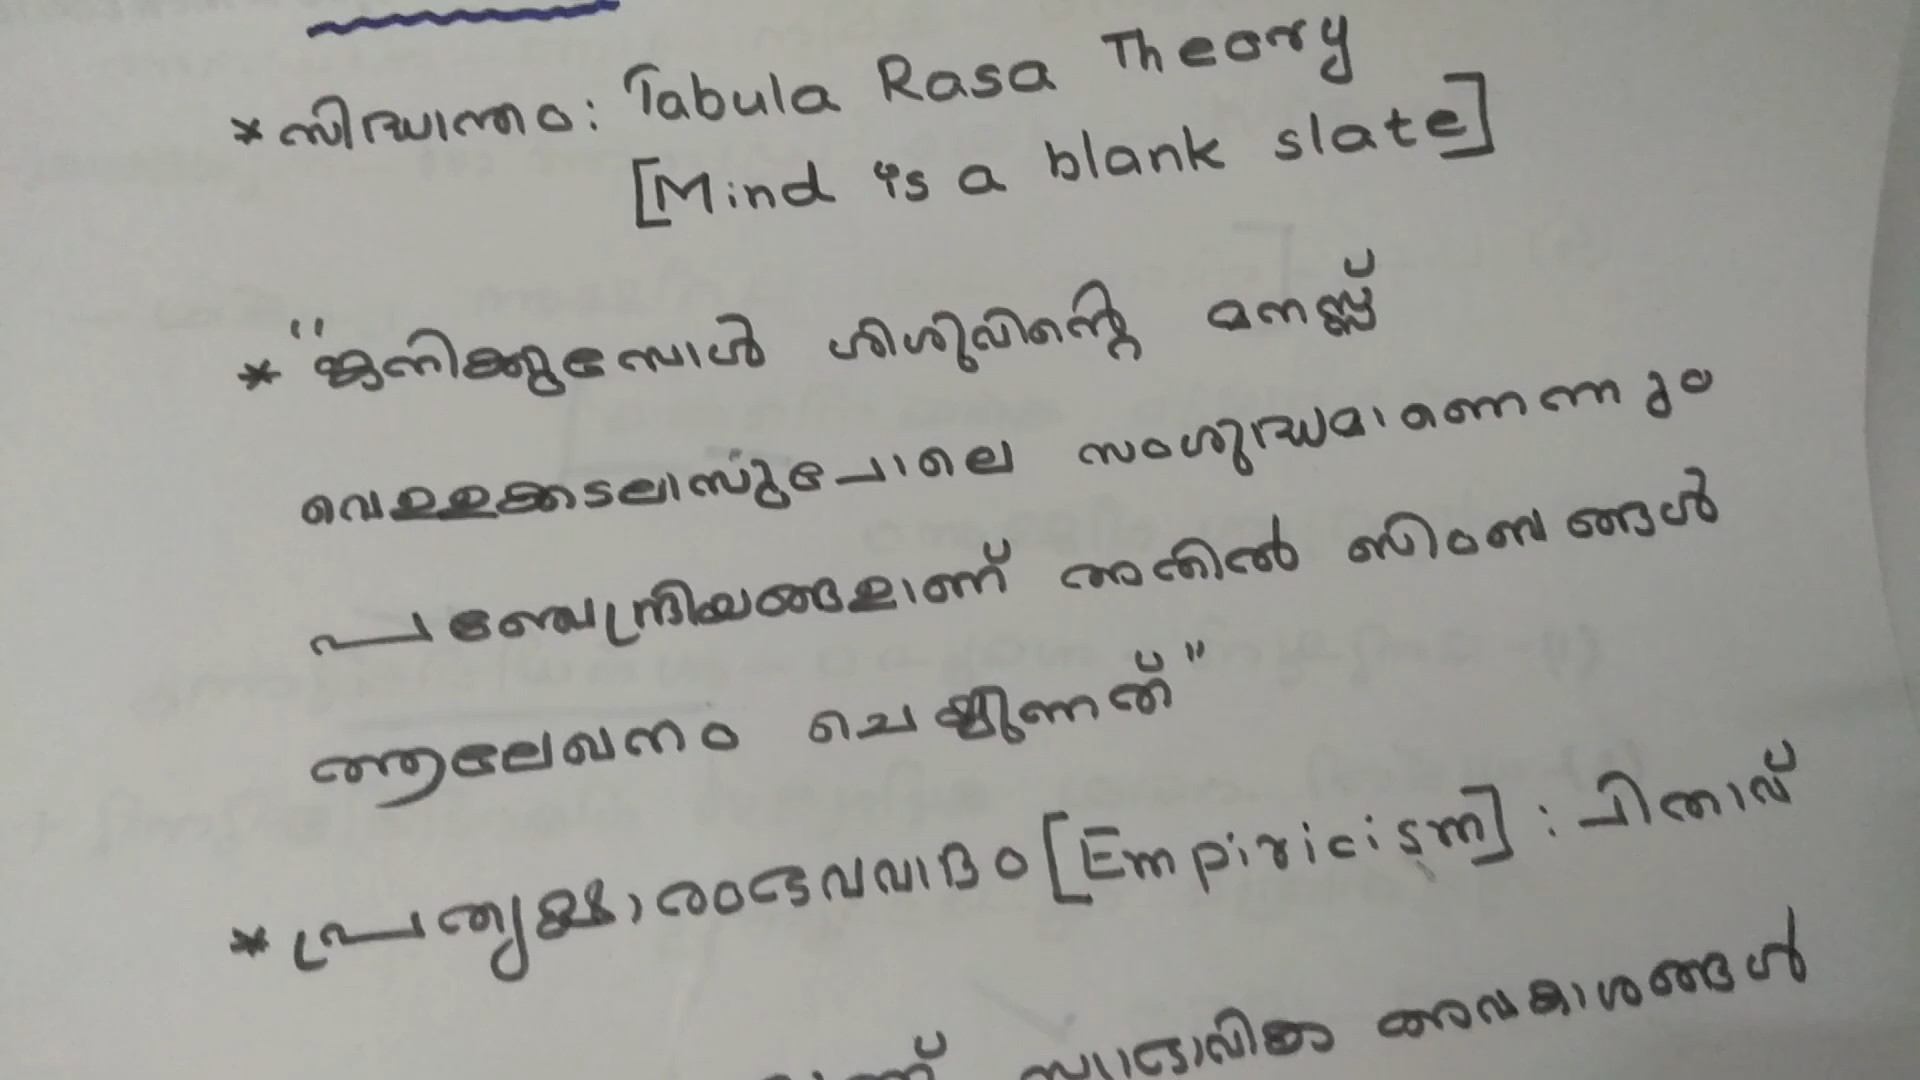 * സിദ്ധാന്തം: Tabula Rasa Theory
[Mind is a blank slate]
* "ജനിക്കുമ്പോൾ ശിശുവിന്റെ മനസ്സ്
വെള്ളക്കടലാസുപോലെ സംശുദ്ധമാണെന്നും
പഞ്ചേന്ദ്രിയങ്ങളാണ് അതിൽ ബിംബങ്ങൾ
ആലേഖനം ചെയ്യുന്നത്"
* പ്രത്യക്ഷാനുഭവവാദം [Empiricism] : പിതാവ്
സ്വാഭാവിക അവകാശങ്ങൾ